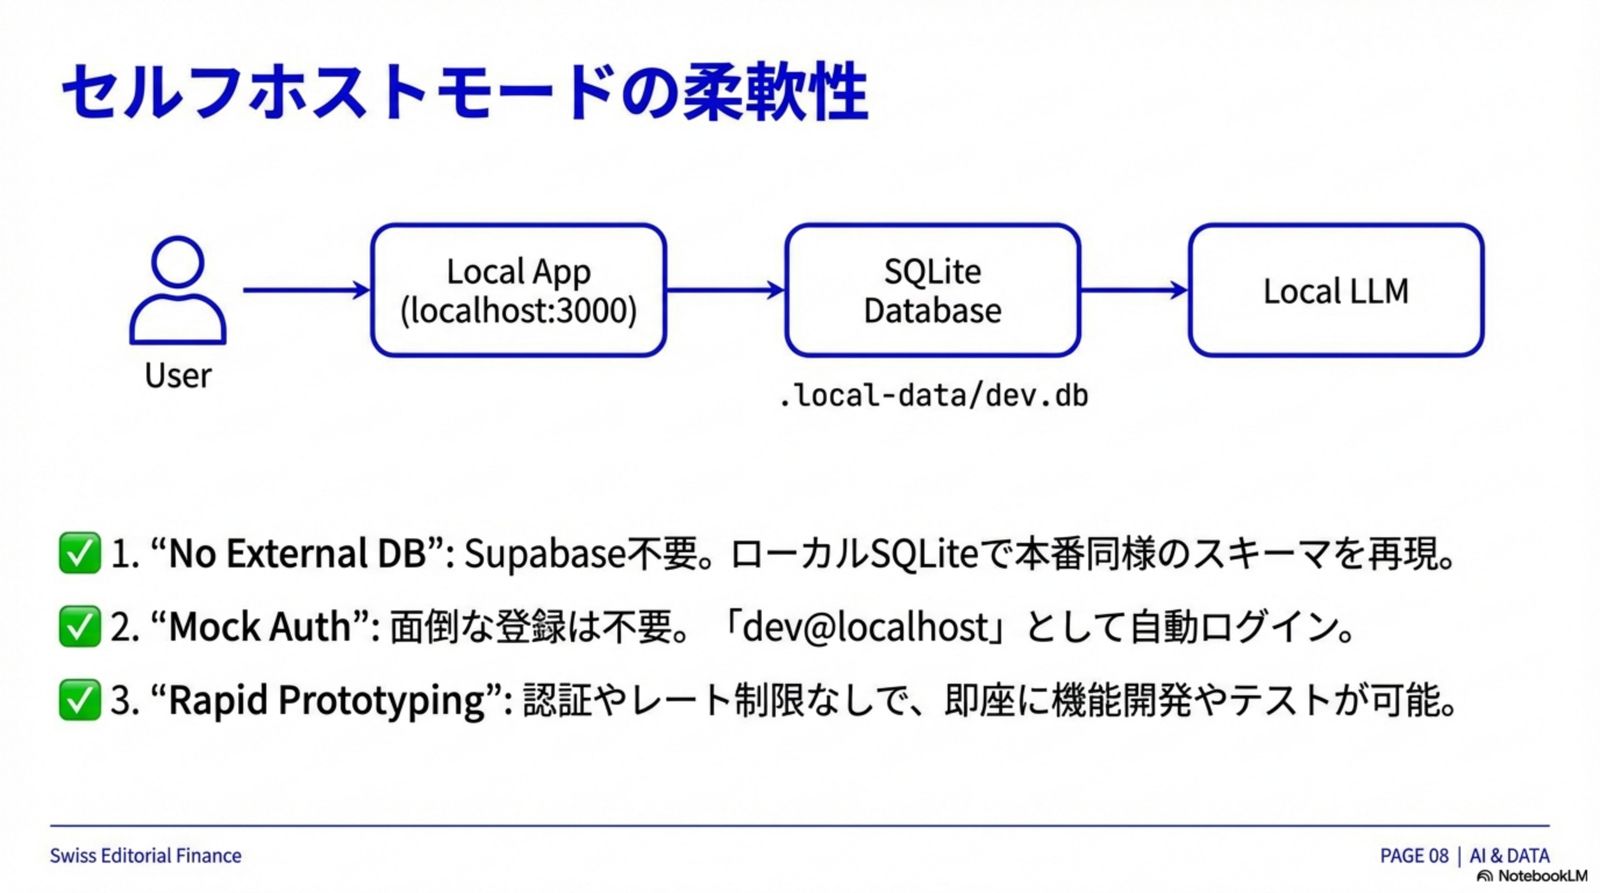 セルフホストモードの柔軟性
User
Local App
(localhost:3000)
SQLite
Database
.local-data/dev.db
Local LLM
1. “No External DB”: Supabase不要。ローカルSQLiteで本番同様のスキーマを再現。
2. “Mock Auth”: 面倒な登録は不要。「dev@localhost」として自動ログイン。
3. “Rapid Prototyping”: 認証やレート制限なしで、即座に機能開発やテストが可能。
Swiss Editorial Finance
PAGE 08 | AI & DATA
NotebookLM